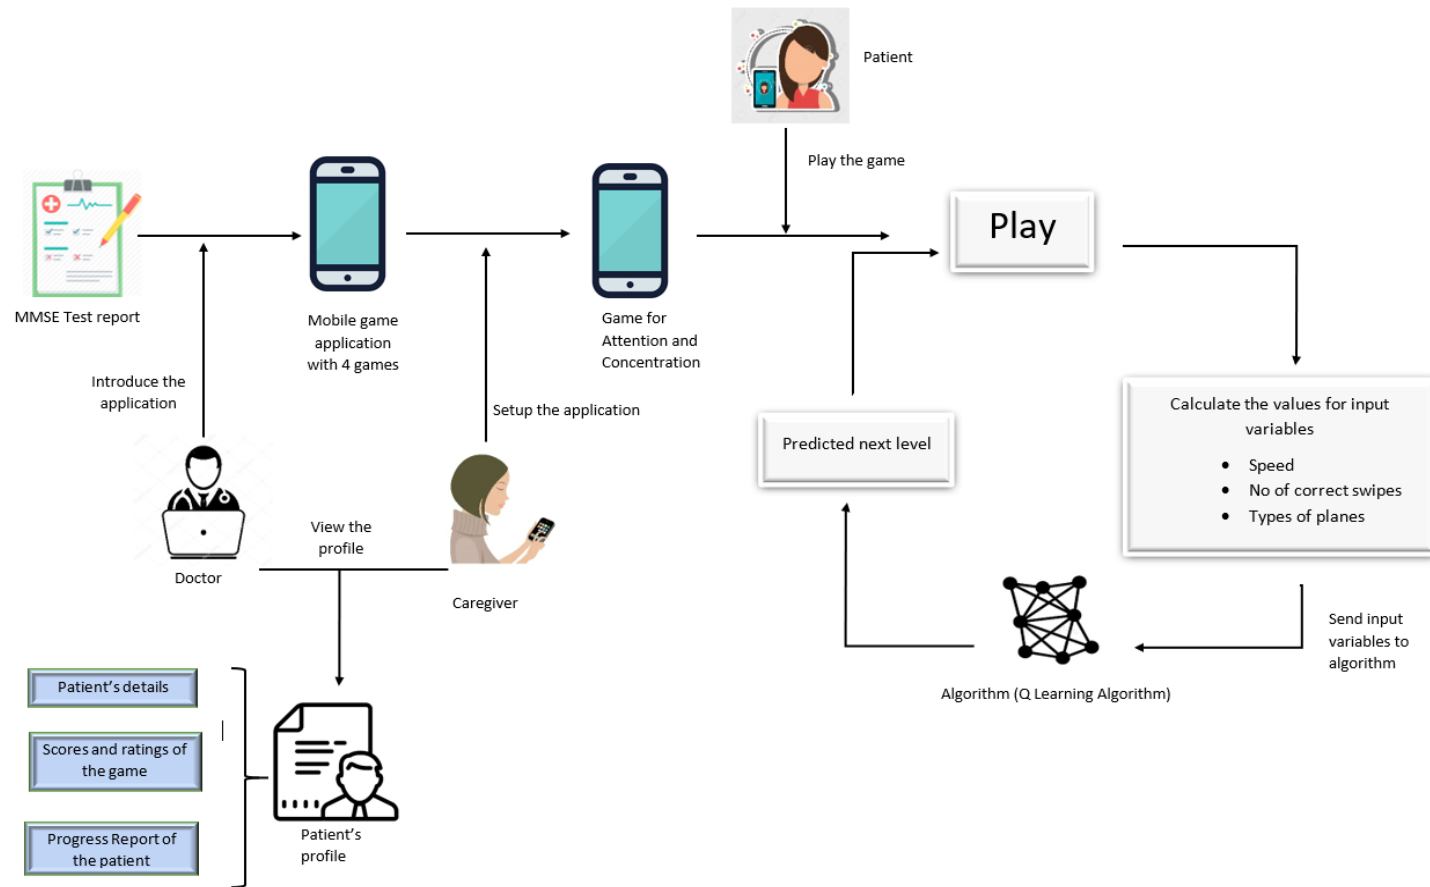 Patient
Play the game
Play
MMSE Test report
Mobile game
application
with 4 games
Game for
Attention and
Concentration
Introduce the
application
Setup the application
Predicted next level
Calculate the values for input
variables
• Speed
• No of correct swipes
• Types of planes
View the
profile
Doctor
Caregiver
Send input
variables to
algorithm
Algorithm (Q Learning Algorithm)
Patient’s details
Scores and ratings of
the game
Progress Report of
the patient
Patient’s
profile